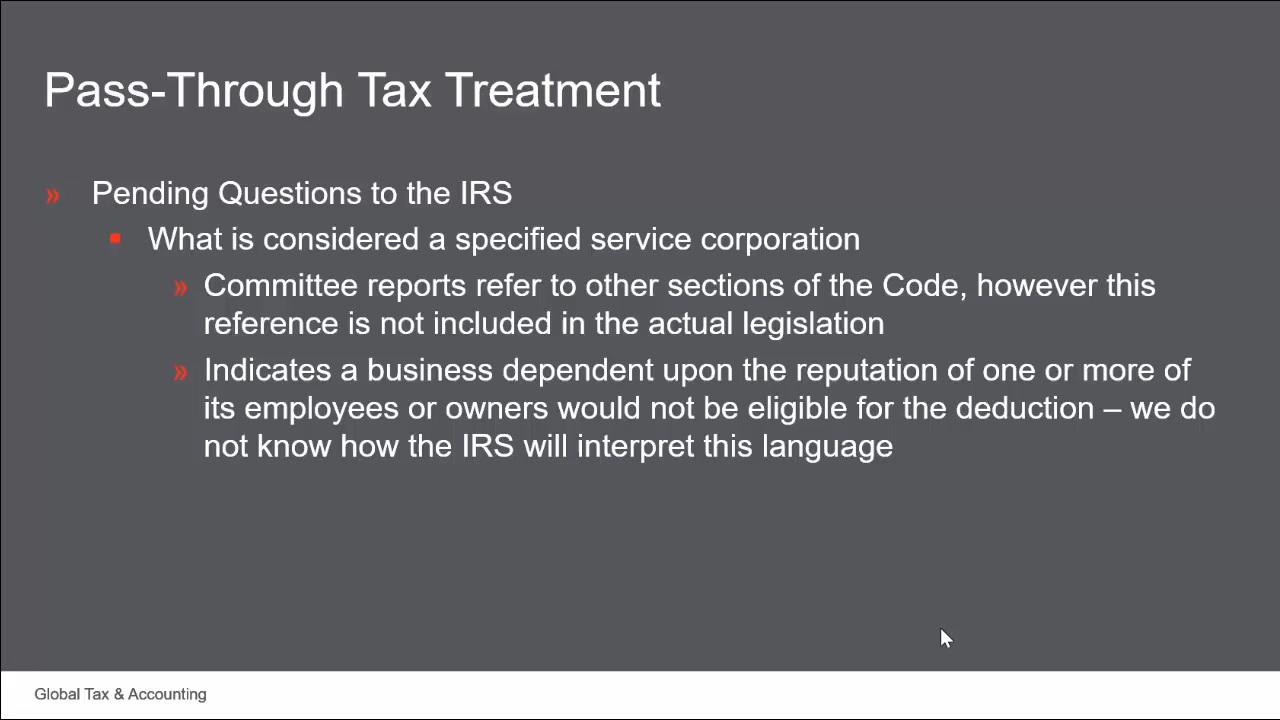 Pass-Through Tax Treatment
» Pending Questions to the IRS
▪ What is considered a specified service corporation
» Committee reports refer to other sections of the Code, however this
reference is not included in the actual legislation
» Indicates a business dependent upon the reputation of one or more of
its employees or owners would not be eligible for the deduction – we do
not know how the IRS will interpret this language
Global Tax & Accounting